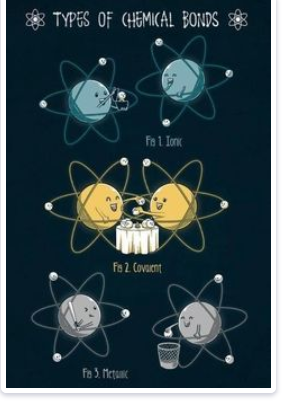 TYPES OF CHEMICAL BONDS
Fig 1. Ionic
Fig 2. Covalent
Fig 3. Metallic